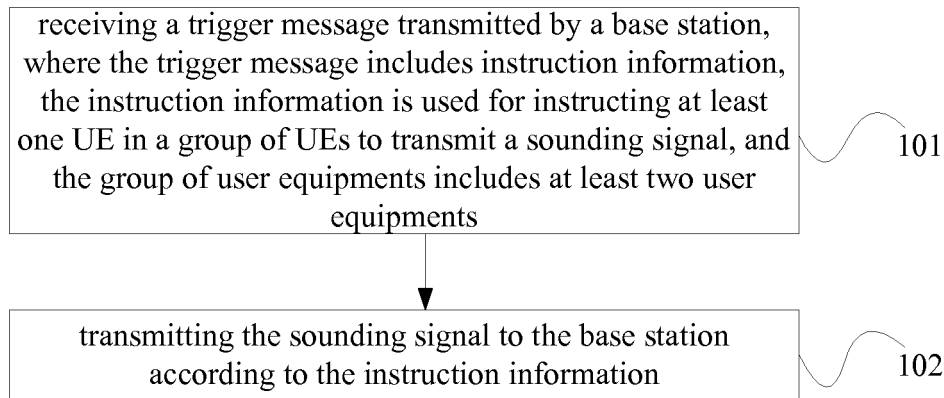 receiving a trigger message transmitted by a base station,
where the trigger message includes instruction information,
the instruction information is used for instructing at least
one UE in a group of UEs to transmit a sounding signal, and
the group of user equipments includes at least two user
equipments
101
transmitting the sounding signal to the base station
according to the instruction information
102